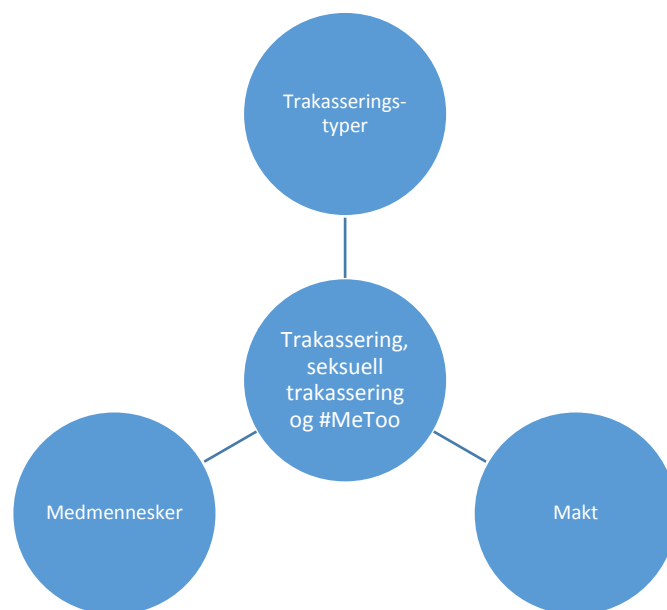 Trakasserings-
typer
Trakassering,
seksuell
trakassering
og #MeToo
Medmennesker
Makt